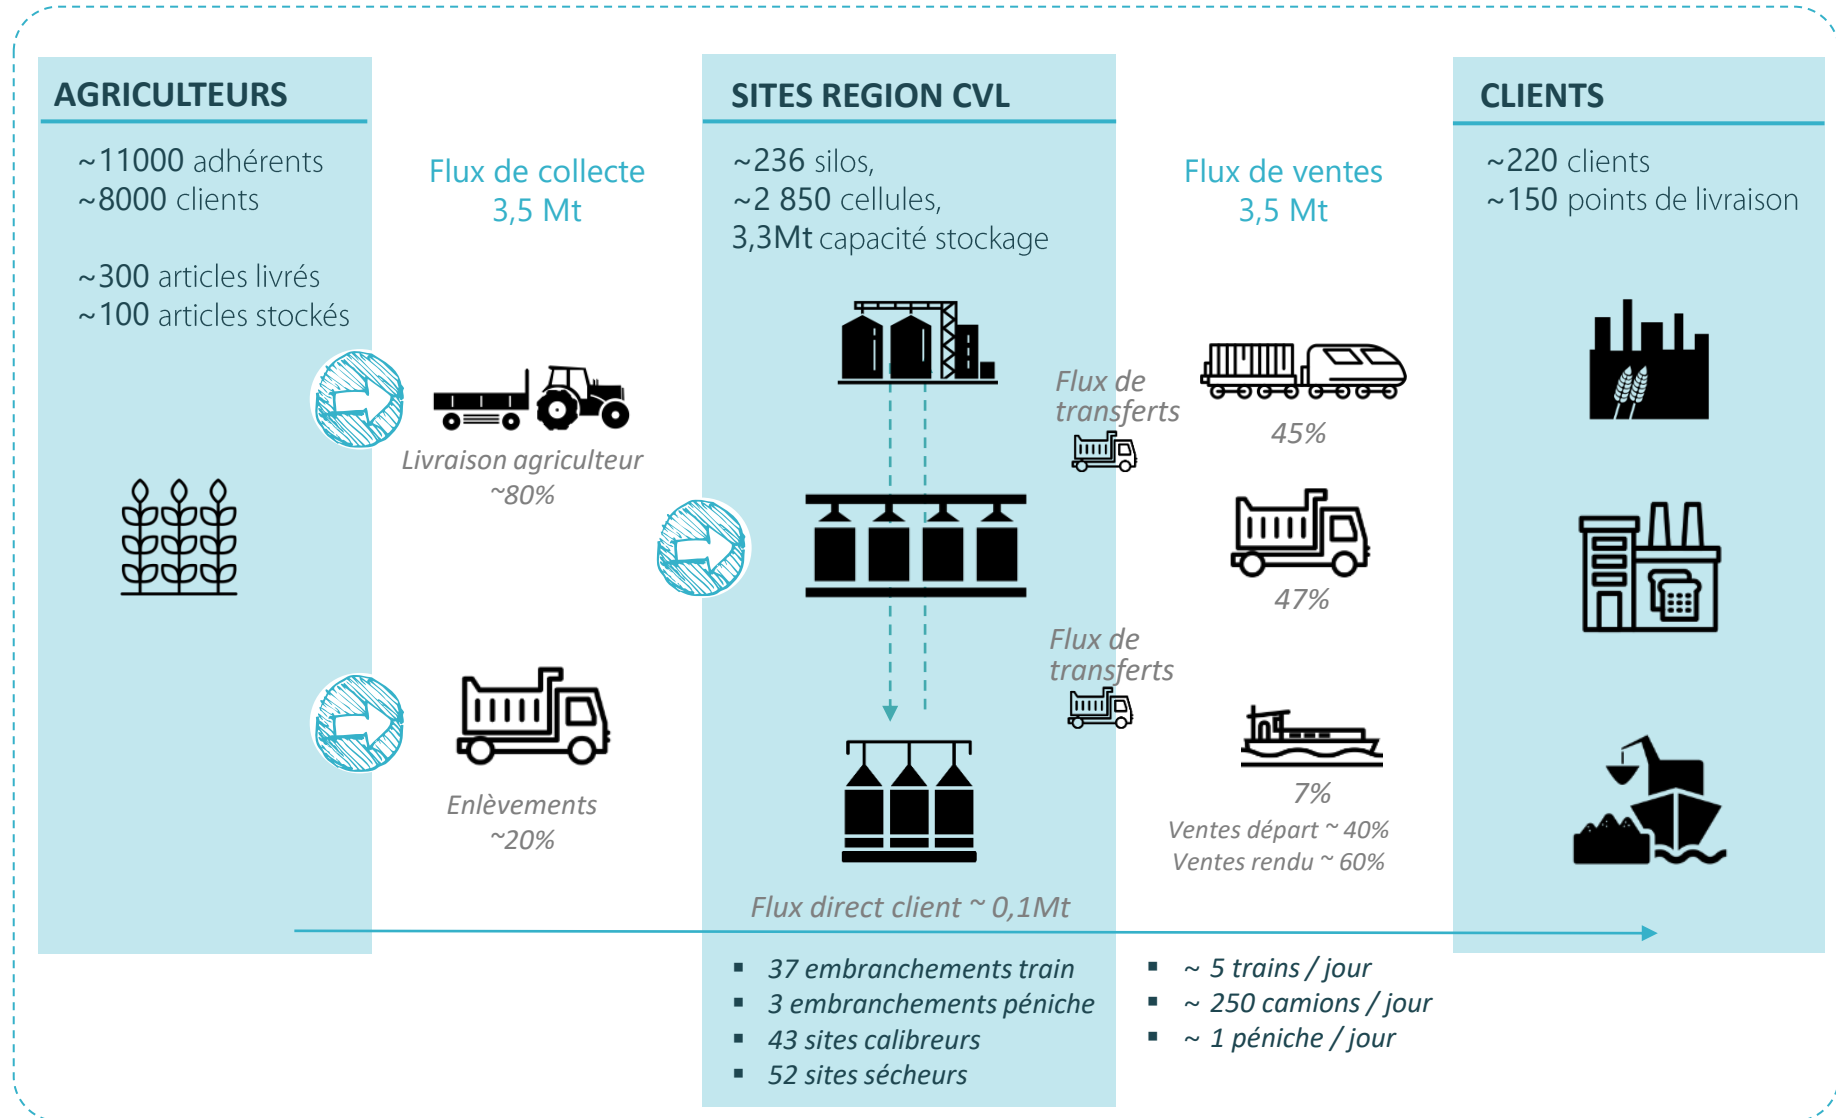 AGRICULTEURS
~11000 adhérents
~8000 clients
~300 articles livrés
~100 articles stockés
Flux de collecte
3,5 Mt
Livraison agriculteur
~80%
Enlèvements
~20%
SITES REGION CVL
~236 silos,
~2 850 cellules,
3,3Mt capacité stockage
Flux de
transferts
Flux de
transferts
Flux de ventes
3,5 Mt
45%
47%
7%
Ventes départ ~ 40%
Ventes rendu ~ 60%
CLIENTS
~220 clients
~150 points de livraison
Flux direct client ~ 0,1Mt
▪ 37 embranchements train
▪ 3 embranchements péniche
▪ 43 sites calibreurs
▪ 52 sites sécheurs
▪ ~ 5 trains / jour
▪ ~ 250 camions / jour
▪ ~ 1 péniche / jour